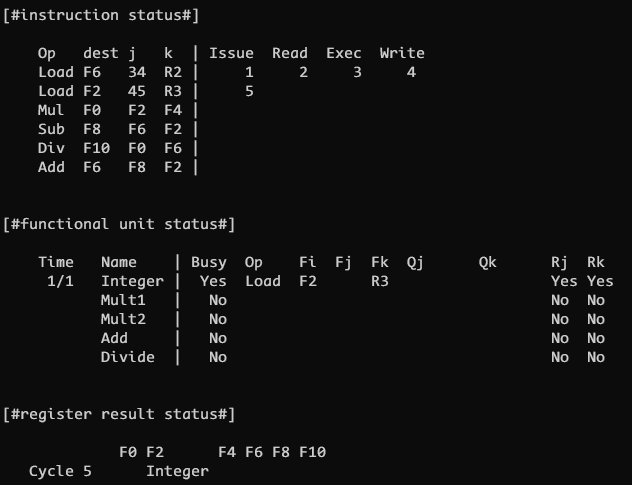 [#instruction status#]
Op dest j k | Issue Read Exec Write
Load F6 34 R2 | 1 2 3 4
Load F2 45 R3 | 5
Mul F0 F2 F4 |
Sub F8 F6 F2 |
Div F10 F0 F6 |
Add F6 F8 F2 |
[#functional unit status#]
Time Name | Busy Op Fi Fj Fk Qj Qk Rj Rk
1/1 Integer | Yes Load F2 R3 Yes Yes
Mult1 | No No No
Mult2 | No No No
Add | No No No
Divide | No No No
[#register result status#]
F0 F2 F4 F6 F8 F10
Cycle 5 Integer